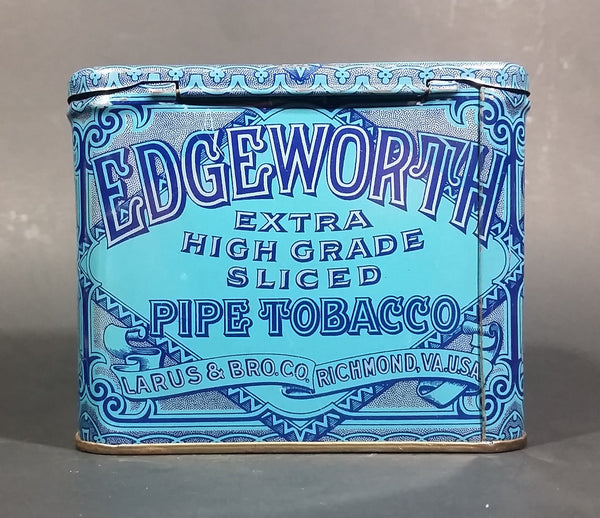 EDGEWORTH
EXTRA
HIGH GRADE
SLICED
PIPE TOBACCO
LARUS & BRO. CO. RICHMOND, VA. U.S.A.